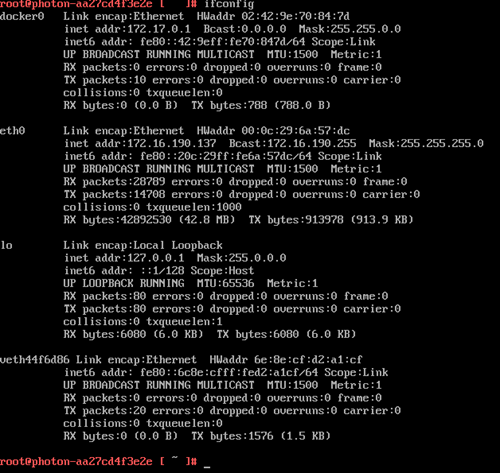 root@photon-aa27cd4f3e2e [ ]# ifconfig
docker0 Link encap:Ethernet HWaddr 02:42:9e:70:84:7d
inet addr:172.17.0.1 Bcast:0.0.0.0 Mask:255.255.0.0
inet6 addr: fe80::42:9eff:fe70:847d/64 Scope:Link
UP BROADCAST RUNNING MULTICAST MTU:1500 Metric:1
RX packets:0 errors:0 dropped:0 overruns:0 frame:0
TX packets:10 errors:0 dropped:0 overruns:0 carrier:0
collisions:0 txqueuelen:0
RX bytes:0 (0.0 B) TX bytes:788 (788.0 B)
eth0 Link encap:Ethernet HWaddr 00:0c:29:6a:57:dc
inet addr:172.16.190.137 Bcast:172.16.190.255 Mask:255.255.255.0
inet6 addr: fe80::20c:29ff:fe6a:57dc/64 Scope:Link
UP BROADCAST RUNNING MULTICAST MTU:1500 Metric:1
RX packets:28789 errors:0 dropped:0 overruns:0 frame:0
TX packets:14708 errors:0 dropped:0 overruns:0 carrier:0
collisions:0 txqueuelen:1000
RX bytes:42892530 (42.8 MB) TX bytes:913978 (913.9 KB)
lo Link encap:Local Loopback
inet addr:127.0.0.1 Mask:255.0.0.0
inet6 addr: ::1/128 Scope:Host
UP LOOPBACK RUNNING MTU:65536 Metric:1
RX packets:80 errors:0 dropped:0 overruns:0 frame:0
TX packets:80 errors:0 dropped:0 overruns:0 carrier:0
collisions:0 txqueuelen:1
RX bytes:6080 (6.0 KB) TX bytes:6080 (6.0 KB)
veth44f6d86 Link encap:Ethernet HWaddr 6e:8e:cf:d2:a1:cf
inet6 addr: fe80::6c8e:cfff:fed2:a1cf/64 Scope:Link
UP BROADCAST RUNNING MULTICAST MTU:1500 Metric:1
RX packets:0 errors:0 dropped:0 overruns:0 frame:0
TX packets:20 errors:0 dropped:0 overruns:0 carrier:0
collisions:0 txqueuelen:0
RX bytes:0 (0.0 B) TX bytes:1576 (1.5 KB)
root@photon-aa27cd4f3e2e [ ~ ]# _